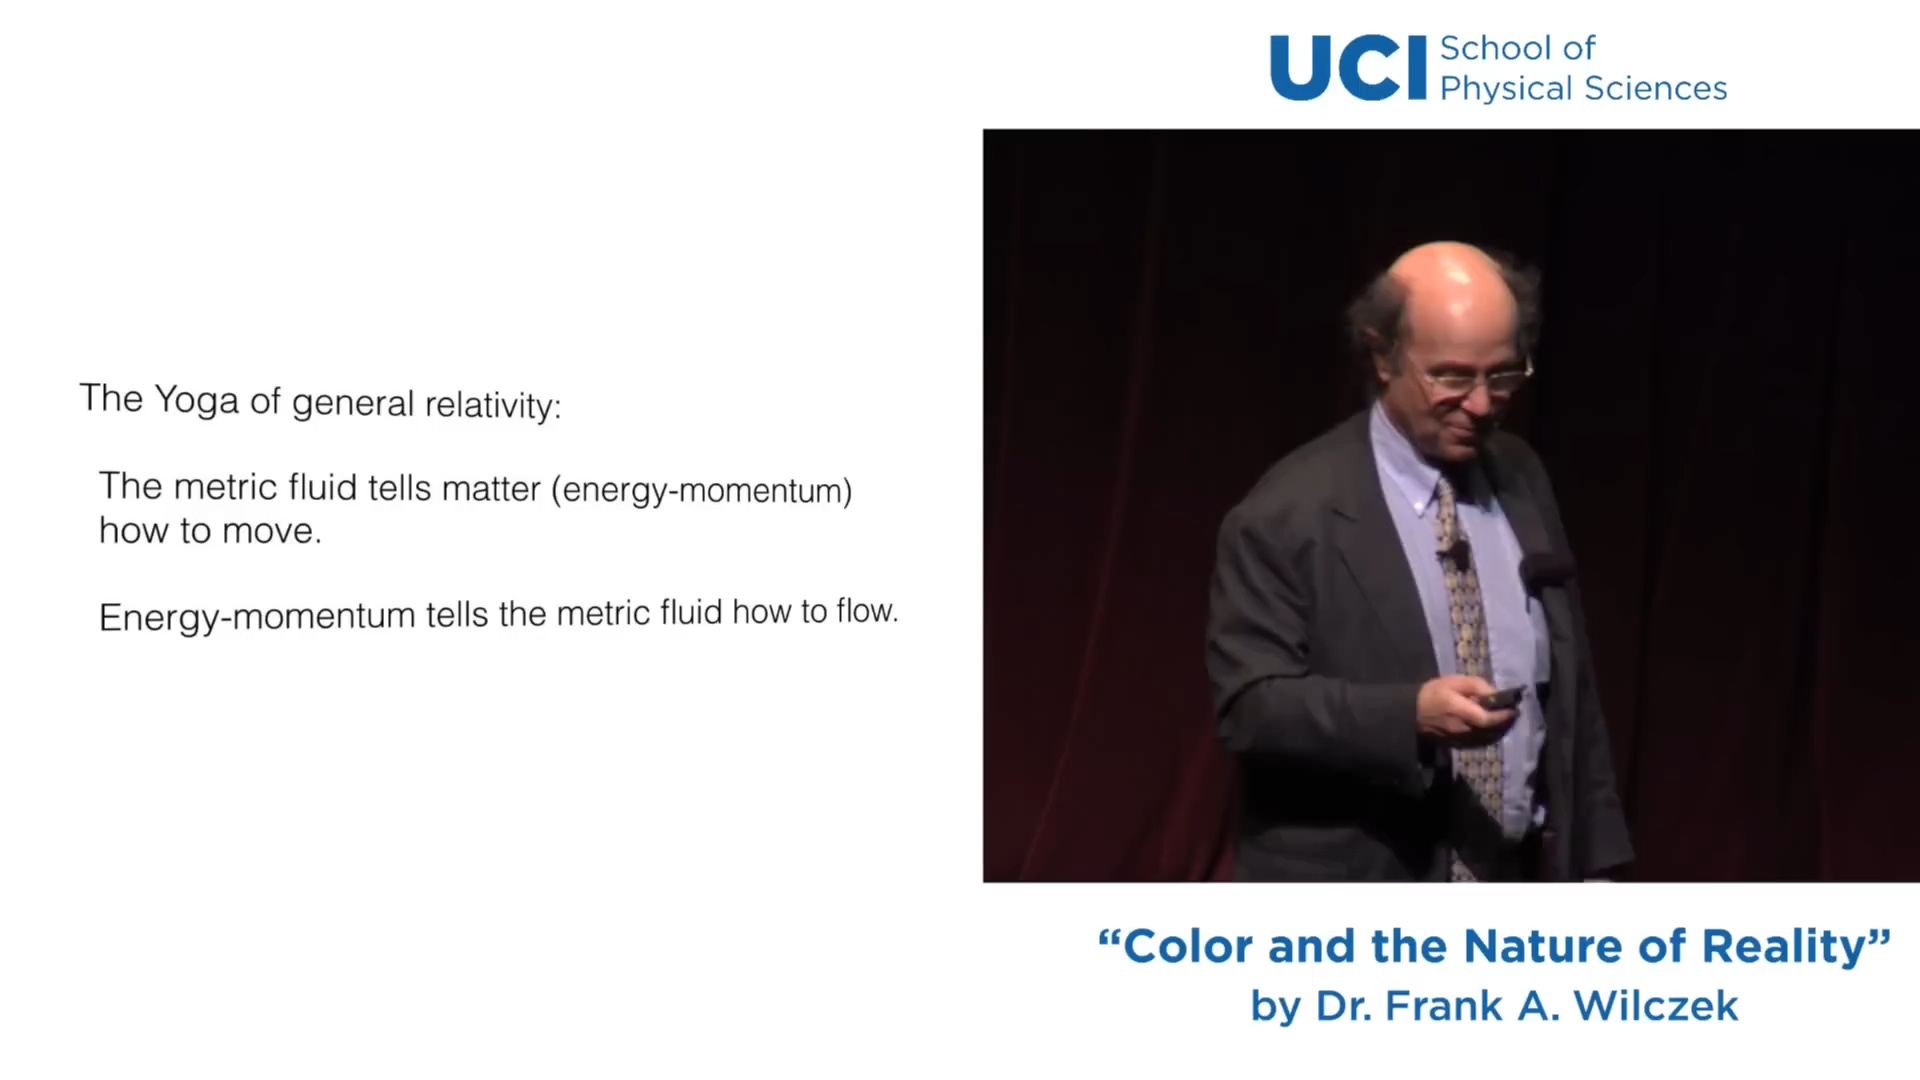 UCI School of
Physical Sciences
The Yoga of general relativity:
The metric fluid tells matter (energy-momentum)
how to move.
Energy-momentum tells the metric fluid how to flow.
“Color and the Nature of Reality”
by Dr. Frank A. Wilczek